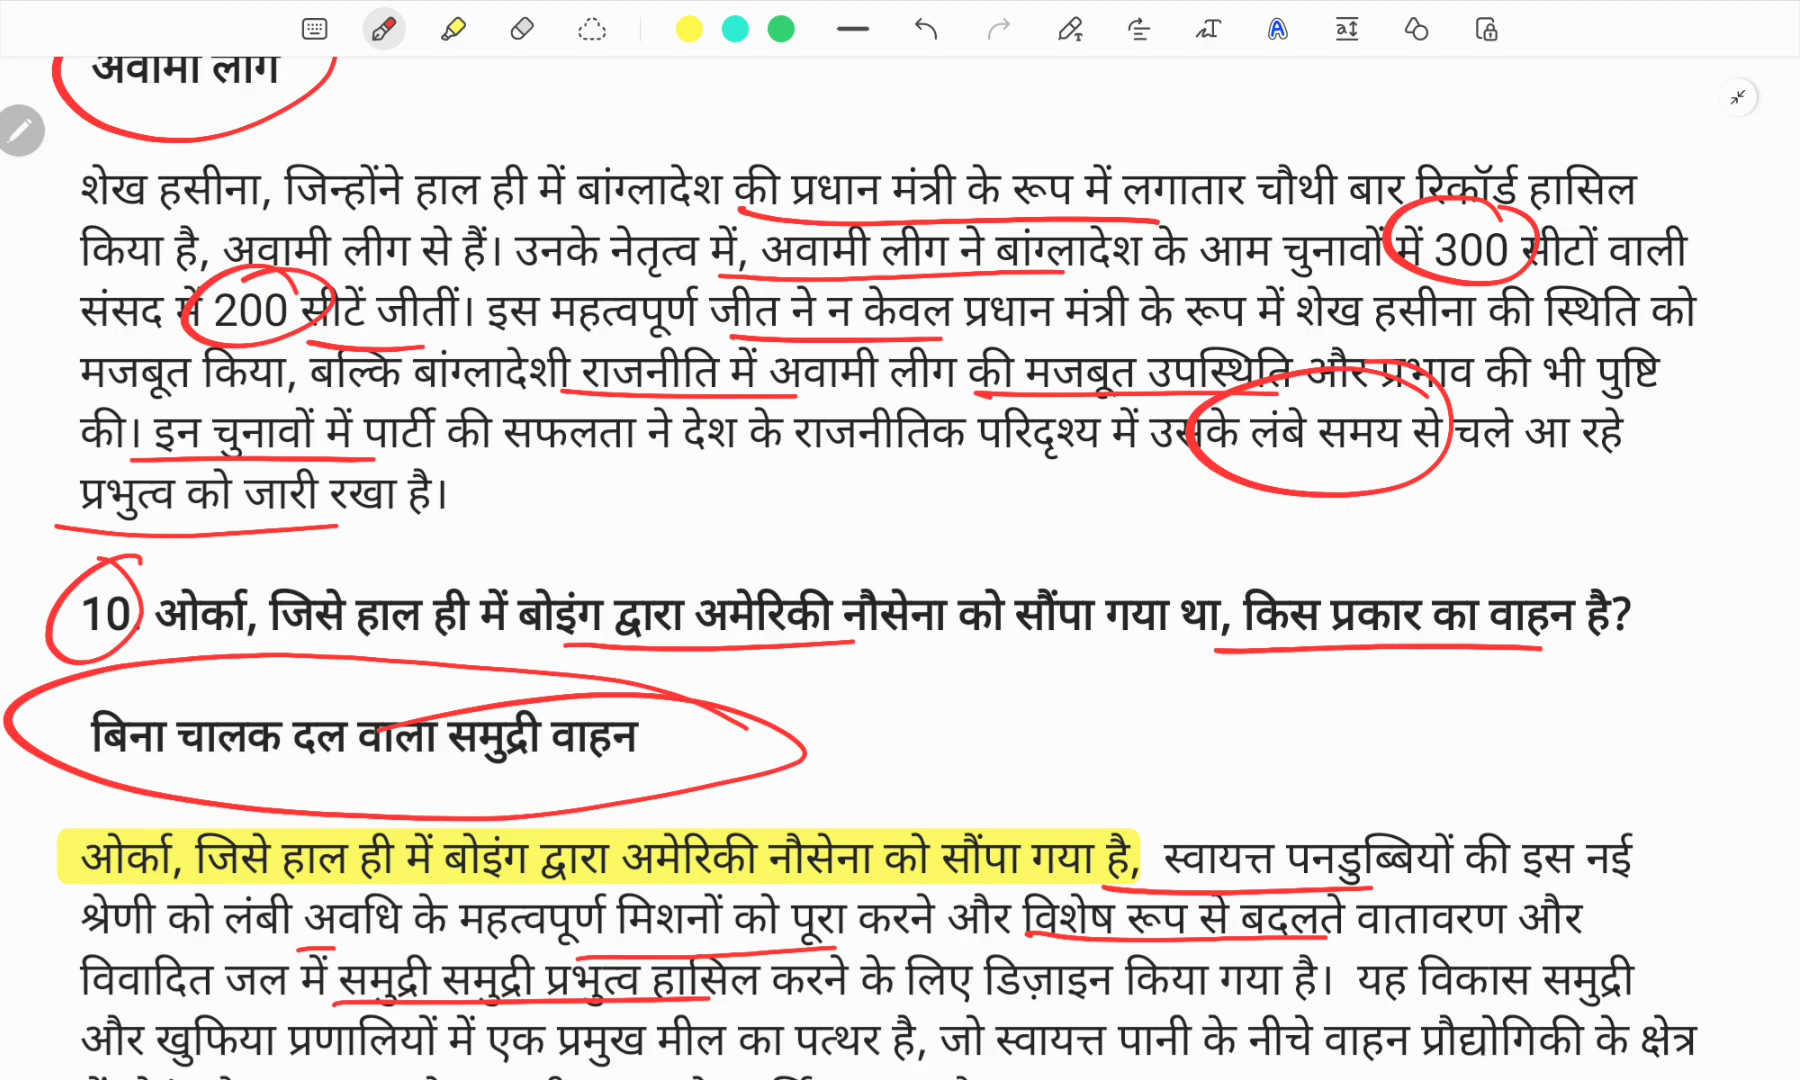 अवामी लीग
शेख हसीना, जिन्होंने हाल ही में बांग्लादेश की प्रधान मंत्री के रूप में लगातार चौथी बार रिकॉर्ड हासिल
किया है, अवामी लीग से हैं। उनके नेतृत्व में, अवामी लीग ने बांग्लादेश के आम चुनावों में 300 सीटों वाली
संसद में 200 सीटें जीतीं। इस महत्वपूर्ण जीत ने न केवल प्रधान मंत्री के रूप में शेख हसीना की स्थिति को
मजबूत किया, बल्कि बांग्लादेशी राजनीति में अवामी लीग की मजबूत उपस्थिति और प्रभाव की भी पुष्टि
की। इन चुनावों में पार्टी की सफलता ने देश के राजनीतिक परिदृश्य में उसके लंबे समय से चले आ रहे
प्रभुत्व को जारी रखा है।
10. ओर्का, जिसे हाल ही में बोइंग द्वारा अमेरिकी नौसेना को सौंपा गया था, किस प्रकार का वाहन है?
बिना चालक दल वाला समुद्री वाहन
ओर्का, जिसे हाल ही में बोइंग द्वारा अमेरिकी नौसेना को सौंपा गया है, स्वायत्त पनडुब्बियों की इस नई
श्रेणी को लंबी अवधि के महत्वपूर्ण मिशनों को पूरा करने और विशेष रूप से बदलते वातावरण और
विवादित जल में समुद्री समुद्री प्रभुत्व हासिल करने के लिए डिज़ाइन किया गया है। यह विकास समुद्री
और खुफिया प्रणालियों में एक प्रमुख मील का पत्थर है, जो स्वायत्त पानी के नीचे वाहन प्रौद्योगिकी के क्षेत्र